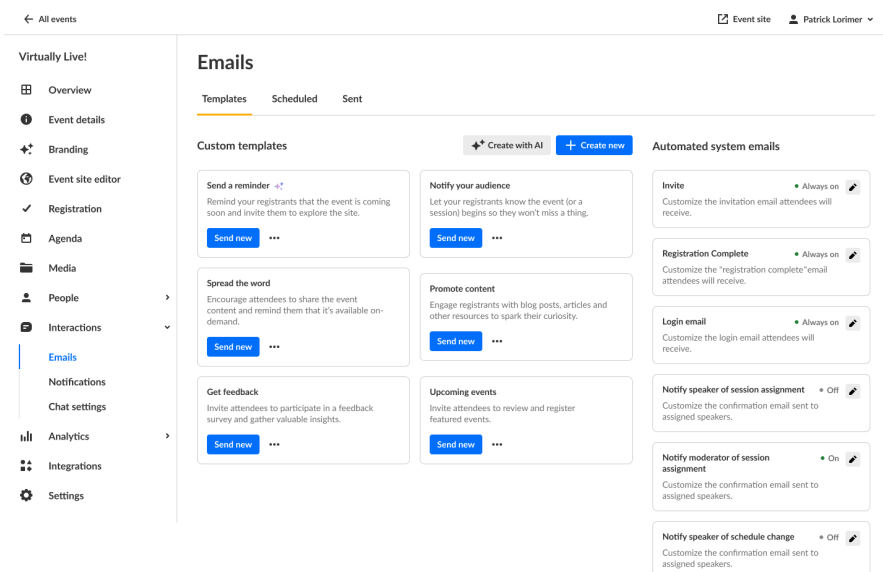 All events
Event site
Patrick Lorimer
Virtually Live!
Overview
Event details
Branding
Event site editor
Registration
Agenda
Media
People
Interactions
Emails
Notifications
Chat settings
Analytics
Integrations
Settings
Emails
Templates
Scheduled
Sent
Custom templates
Create with AI
Create new
Send a reminder
Remind your registrants that the event is coming
soon and invite them to explore the site.
Send new
Notify your audience
Let your registrants know the event (or a
session) begins so they won't miss a thing.
Send new
Spread the word
Encourage attendees to share the event
content and remind them that it's available on-
demand.
Send new
Promote content
Engage registrants with blog posts, articles and
other resources to spark their curiosity.
Send new
Get feedback
Invite attendees to participate in a feedback
survey and gather valuable insights.
Send new
Upcoming events
Invite attendees to review and register
featured events.
Send new
Automated system emails
Invite
Always on
Customize the invitation email attendees will
receive.
Registration Complete
Always on
Customize the "registration complete"email
attendees will receive.
Login email
Always on
Customize the login email attendees will
receive.
Notify speaker of session assignment
Off
Customize the confirmation email sent to
assigned speakers.
Notify moderator of session
assignment
On
Customize the confirmation email sent to
assigned speakers.
Notify speaker of schedule change
Off
Customize the confirmation email sent to
assigned speakers.